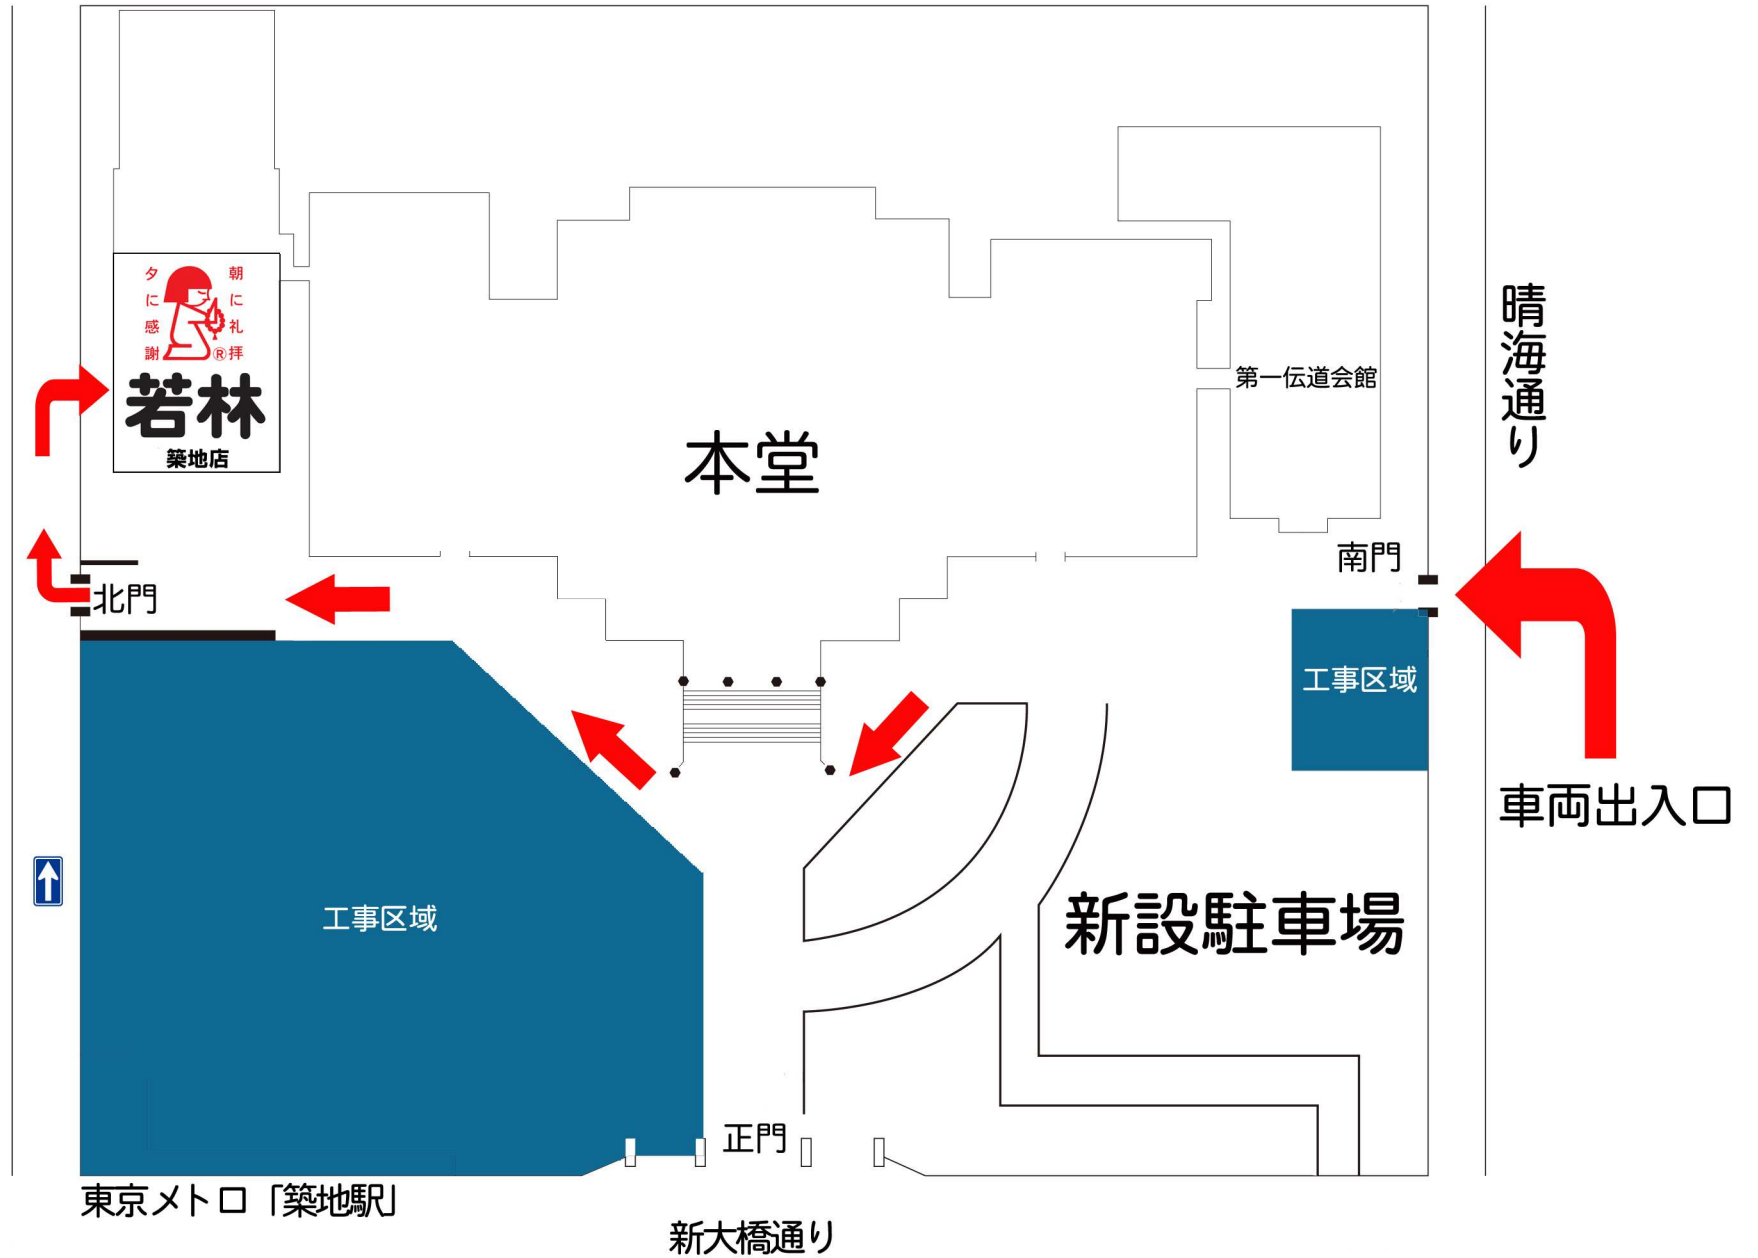 朝に礼拝
夕に感謝
®
若林
築地店
本堂
第一伝道会館
晴海通り
南門
北門
工事区域
車両出入口
工事区域
新設駐車場
正門
東京メトロ「築地駅」
新大橋通り